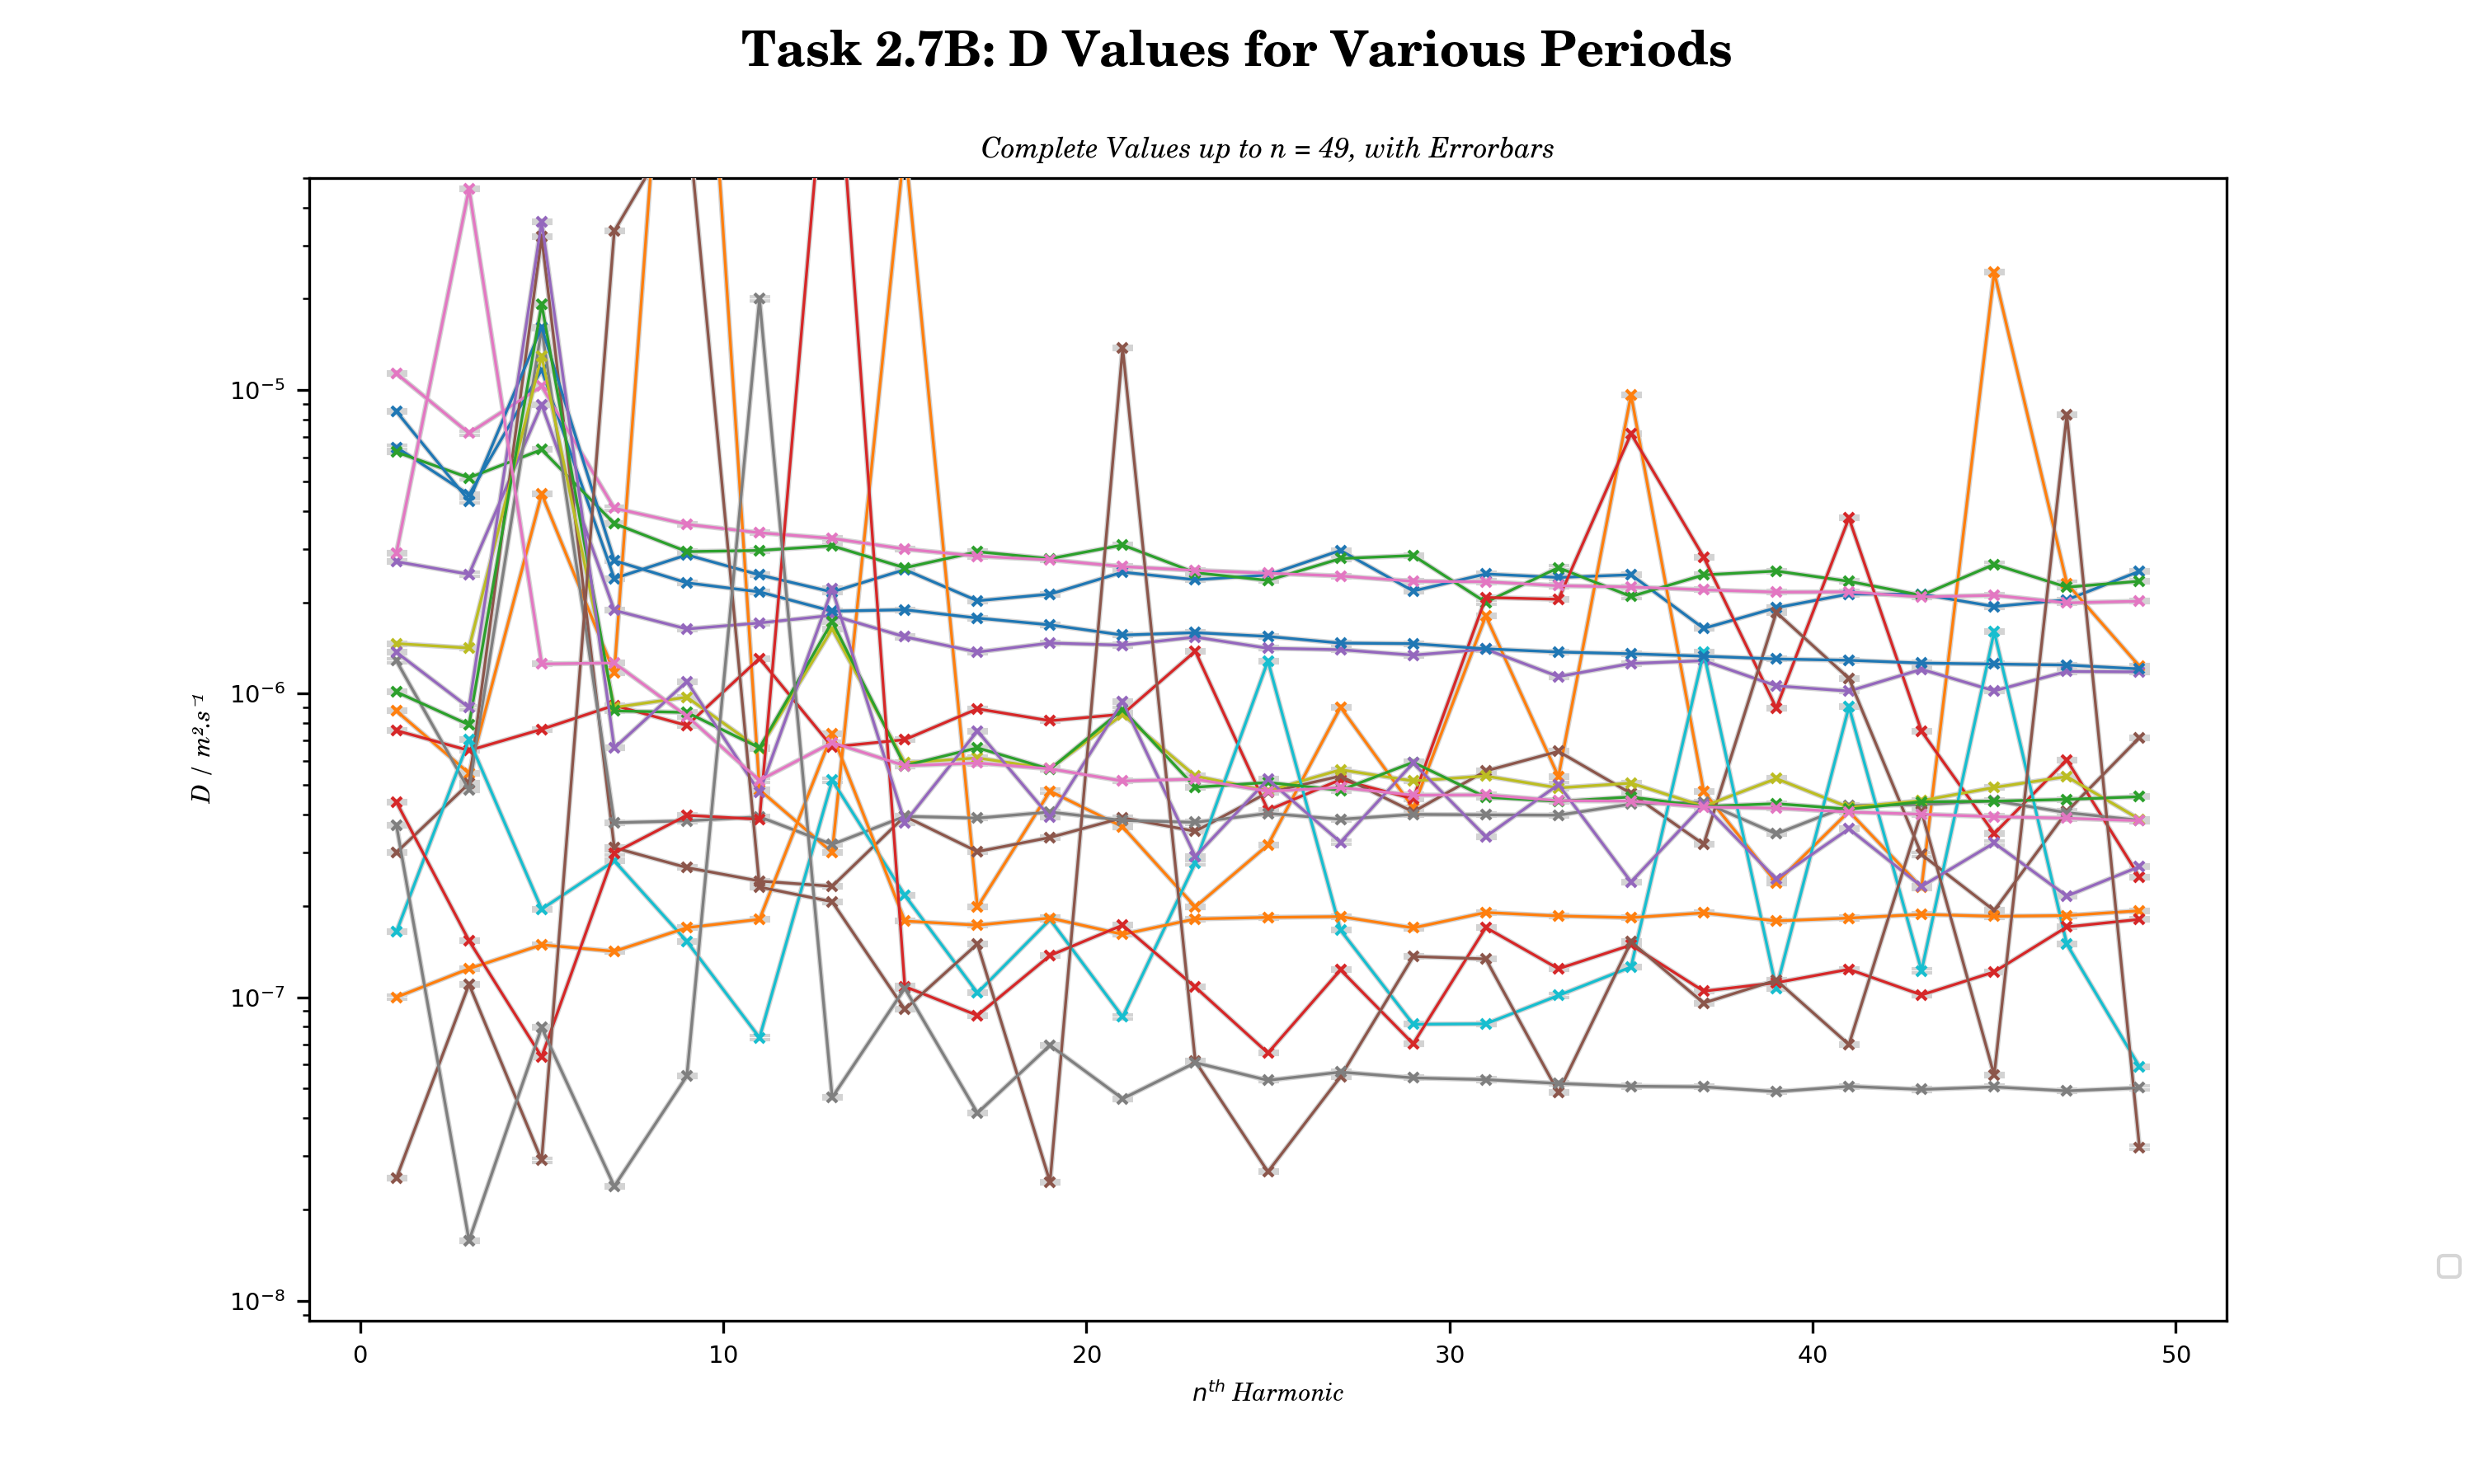 Task 2.7B: D Values for Various Periods
Complete Values up to n = 49, with Errorbars
D / m².s⁻¹
10⁻⁵
10⁻⁶
10⁻⁷
10⁻⁸
0 10 20 30 40 50
nᵗʰ Harmonic